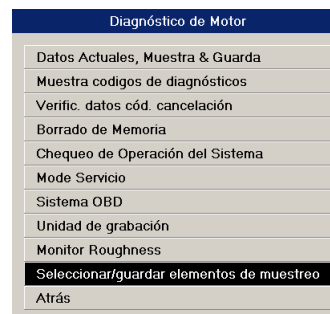 Diagnóstico de Motor
Datos Actuales, Muestra & Guarda
Muestra codigos de diagnósticos
Verific. datos cód. cancelación
Borrado de Memoria
Chequeo de Operación del Sistema
Mode Servicio
Sistema OBD
Unidad de grabación
Monitor Roughness
Seleccionar/guardar elementos de muestreo
Atrás